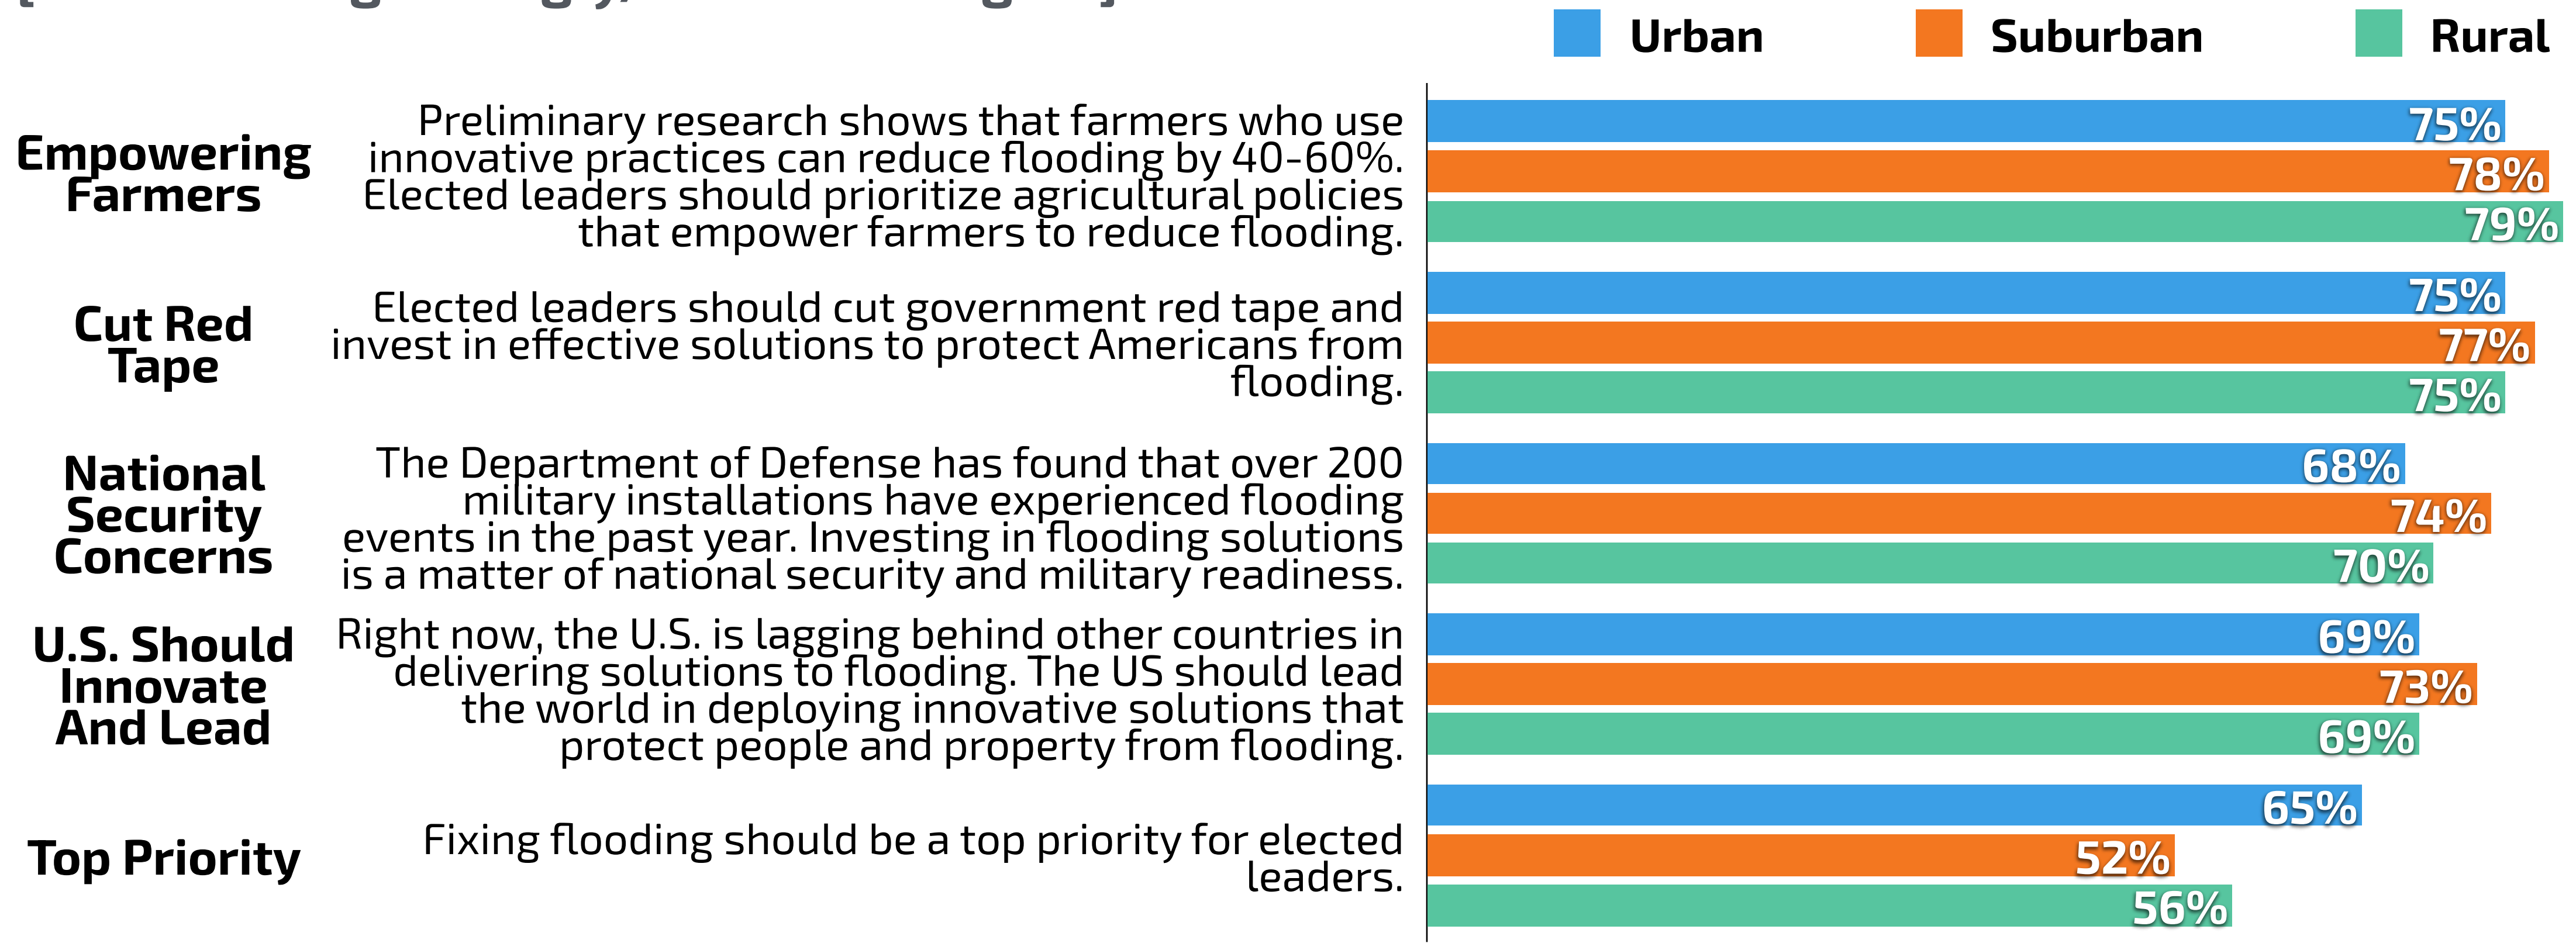 Urban Suburban Rural
Empowering
Farmers
Preliminary research shows that farmers who use
innovative practices can reduce flooding by 40-60%.
Elected leaders should prioritize agricultural policies
that empower farmers to reduce flooding.
75%
78%
79%
Cut Red
Tape
Elected leaders should cut government red tape and
invest in effective solutions to protect Americans from
flooding.
75%
77%
75%
National
Security
Concerns
The Department of Defense has found that over 200
military installations have experienced flooding
events in the past year. Investing in flooding solutions
is a matter of national security and military readiness.
68%
74%
70%
U.S. Should
Innovate
And Lead
Right now, the U.S. is lagging behind other countries in
delivering solutions to flooding. The US should lead
the world in deploying innovative solutions that
protect people and property from flooding.
69%
73%
69%
Top Priority
Fixing flooding should be a top priority for elected
leaders.
65%
52%
56%